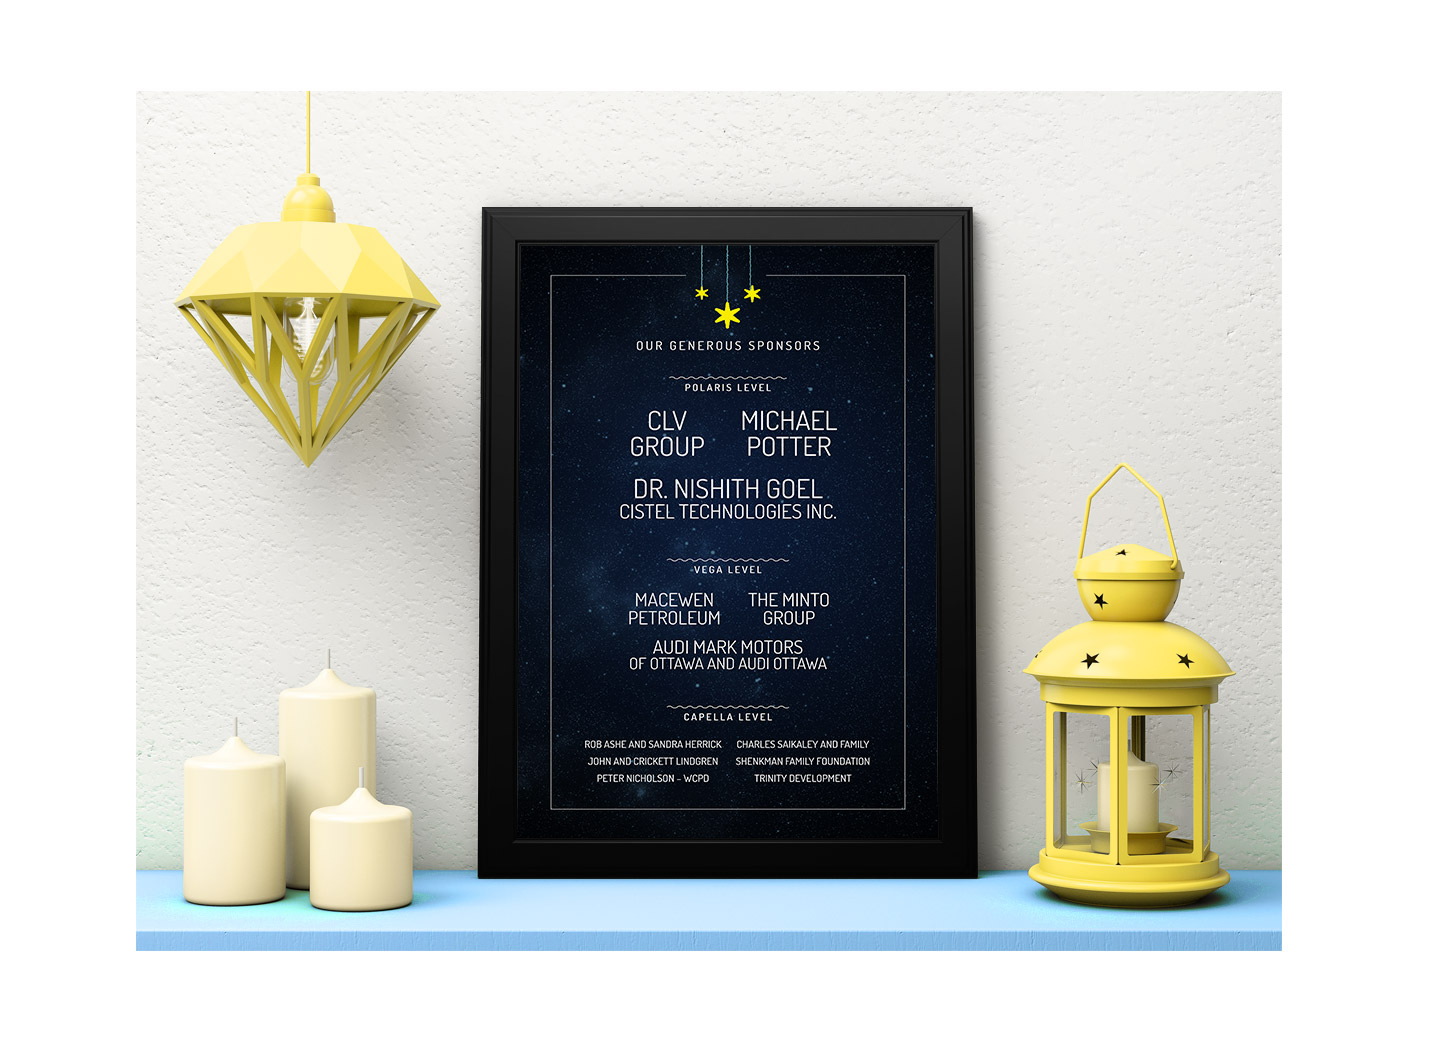 OUR GENEROUS SPONSORS
POLARIS LEVEL
CLV GROUP
MICHAEL POTTER
DR. NISHITH GOEL
CISTEL TECHNOLOGIES INC.
VEGA LEVEL
MACEWEN PETROLEUM
THE MINTO GROUP
AUDI MARK MOTORS
OF OTTAWA AND AUDI OTTAWA
CAPELLA LEVEL
ROB ASHE AND SANDRA HERRICK
JOHN AND CRICKETT LINDGREN
PETER NICHOLSON – WCPD
CHARLES SAIKALEY AND FAMILY
SHENKMAN FAMILY FOUNDATION
TRINITY DEVELOPMENT